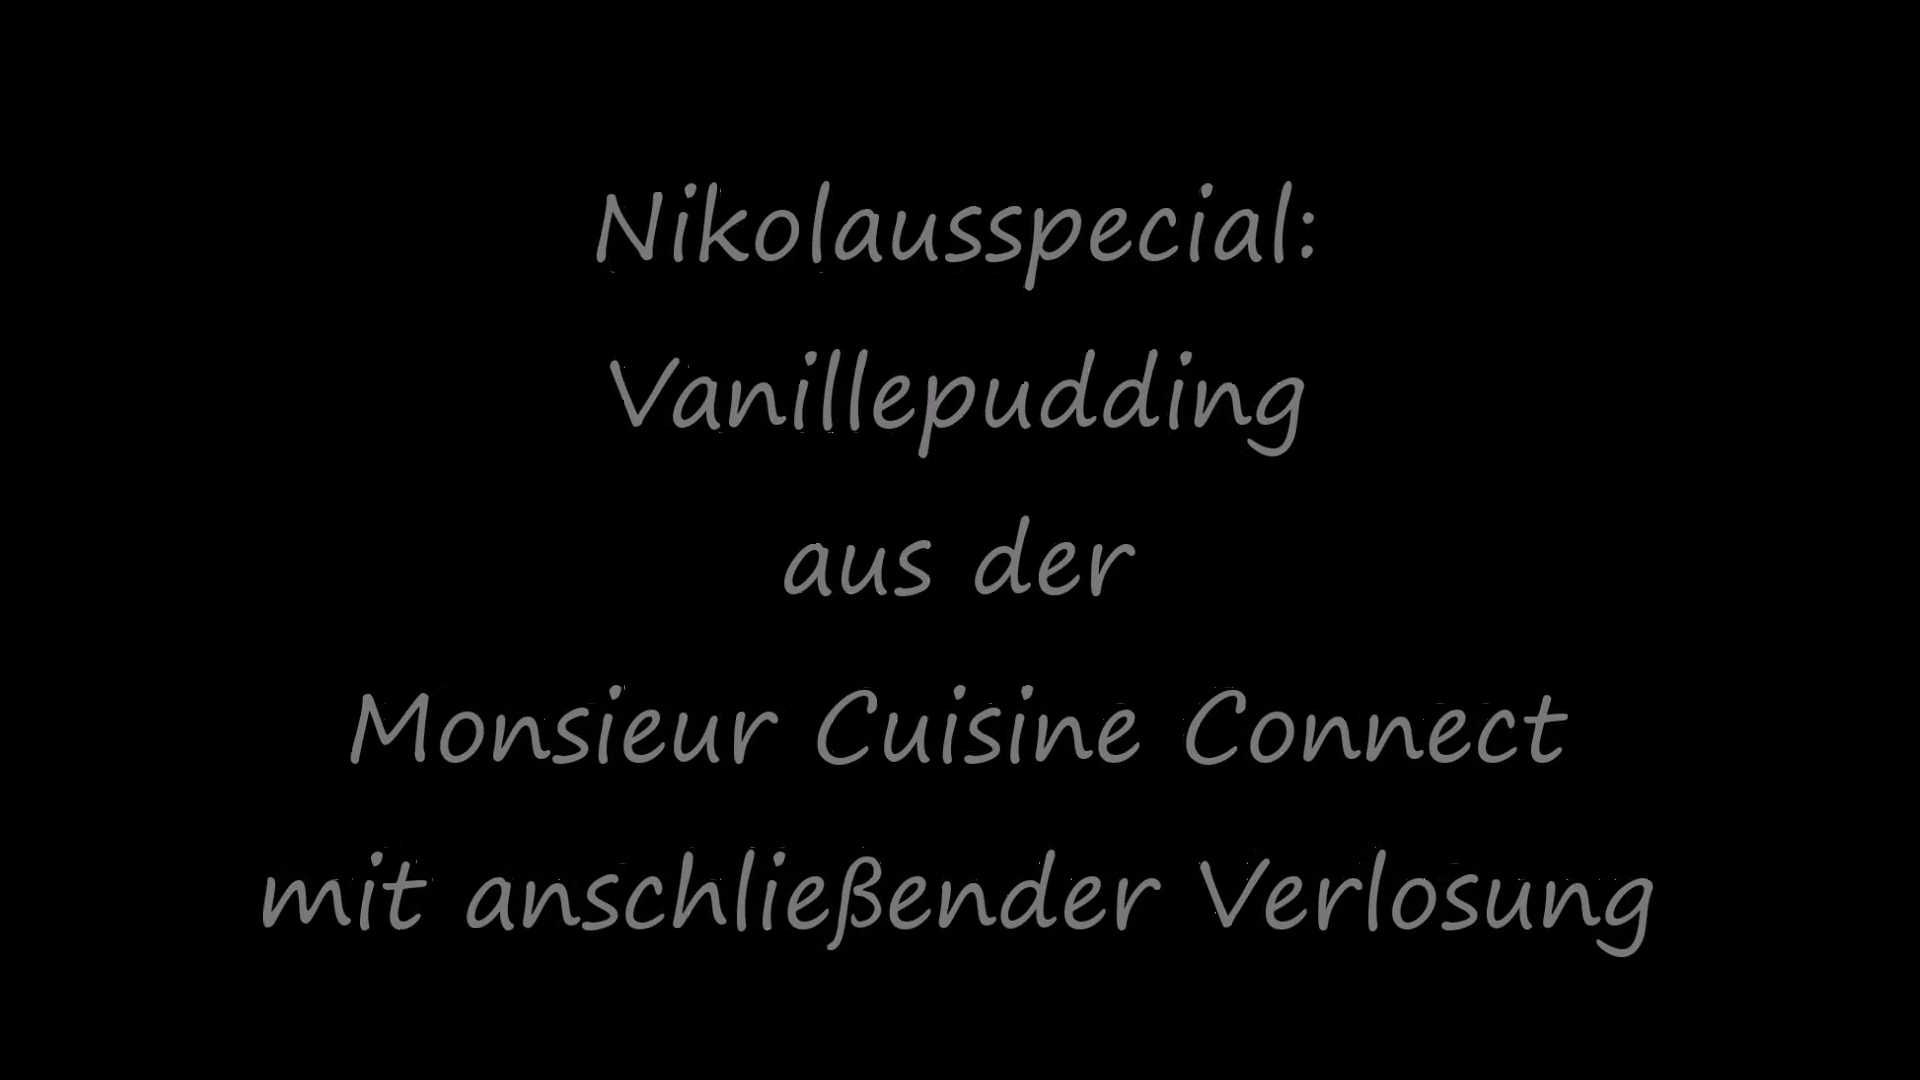 Nikolausspecial:
Vanillepudding
aus der
Monsieur Cuisine Connect
mit anschließender Verlosung